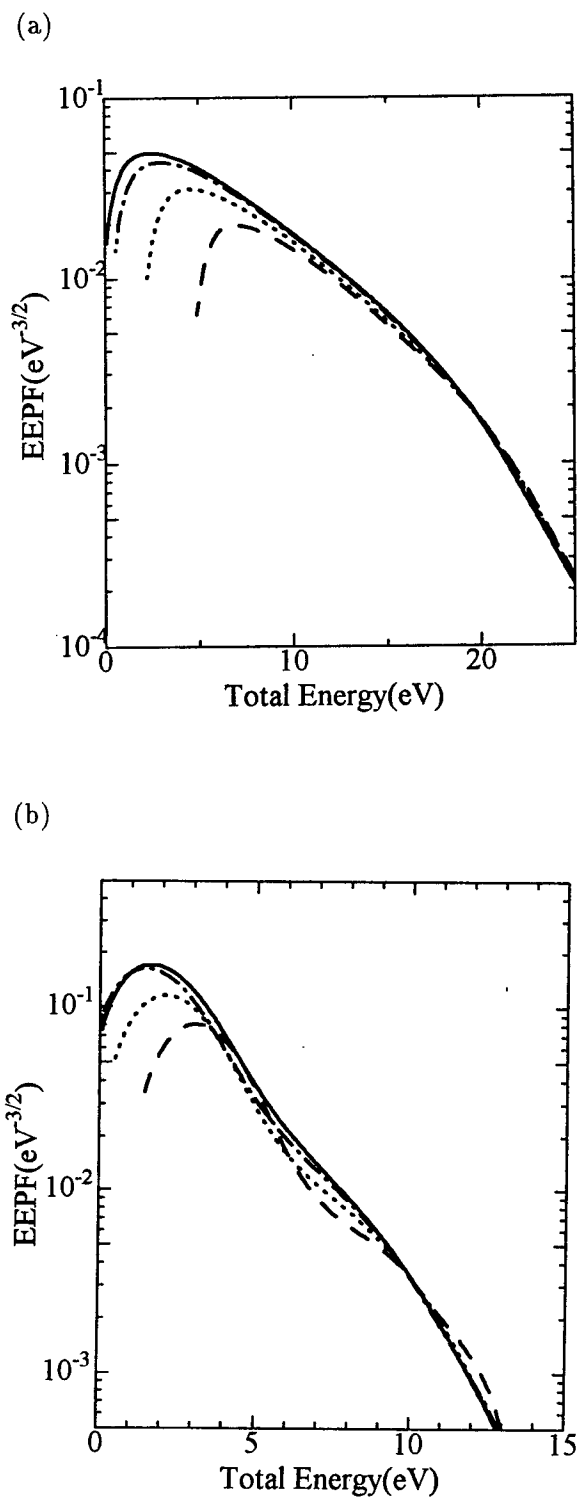 (a)
10⁻¹
10⁻²
10⁻³
10⁻⁴
EEPF(eV⁻³/²)
0 10 20
Total Energy(eV)
(b)
10⁻¹
10⁻²
10⁻³
EEPF(eV⁻³/²)
0 5 10 15
Total Energy(eV)